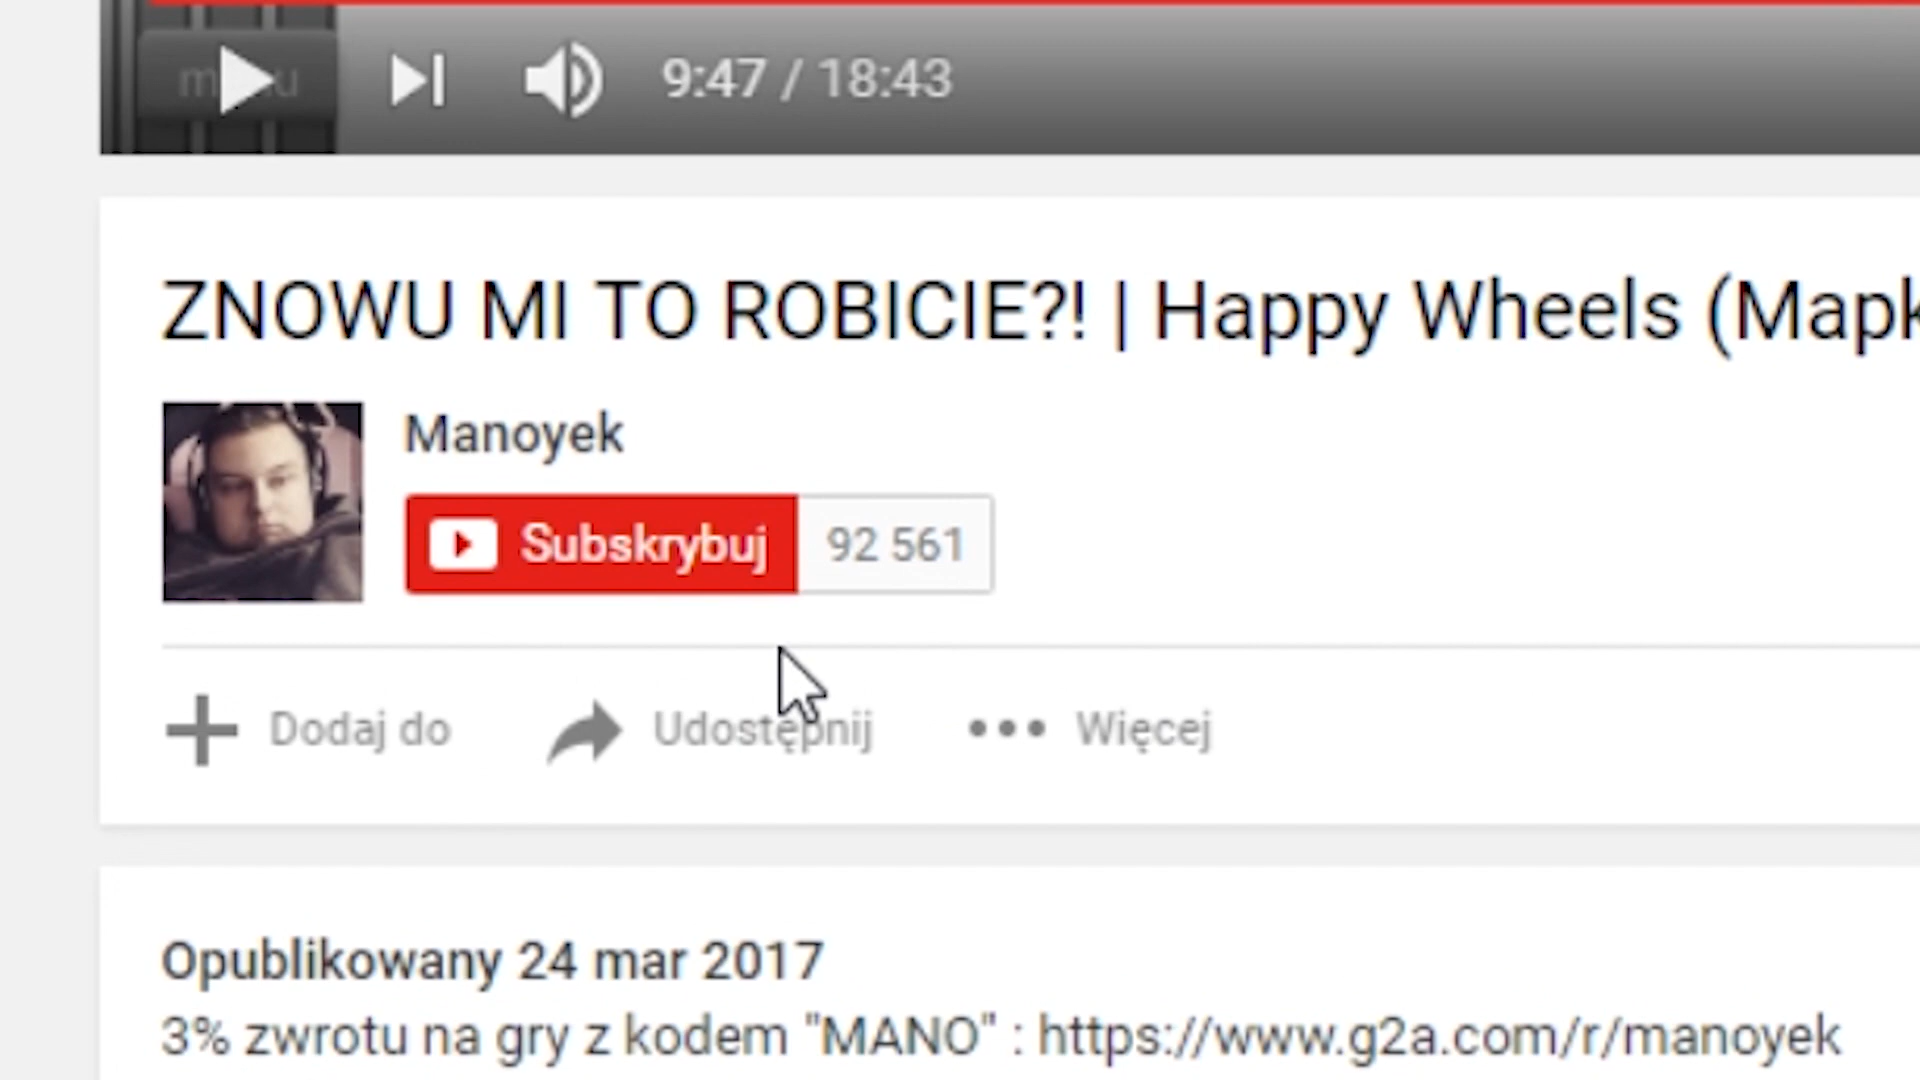 menu
9:47 / 18:43
ZNOWU MI TO ROBICIE?! | Happy Wheels (Mapk
Manoyek
Subskrybuj 92 561
Dodaj do Udostępnij Więcej
Opublikowany 24 mar 2017
3% zwrotu na gry z kodem "MANO" : https://www.g2a.com/r/manoyek